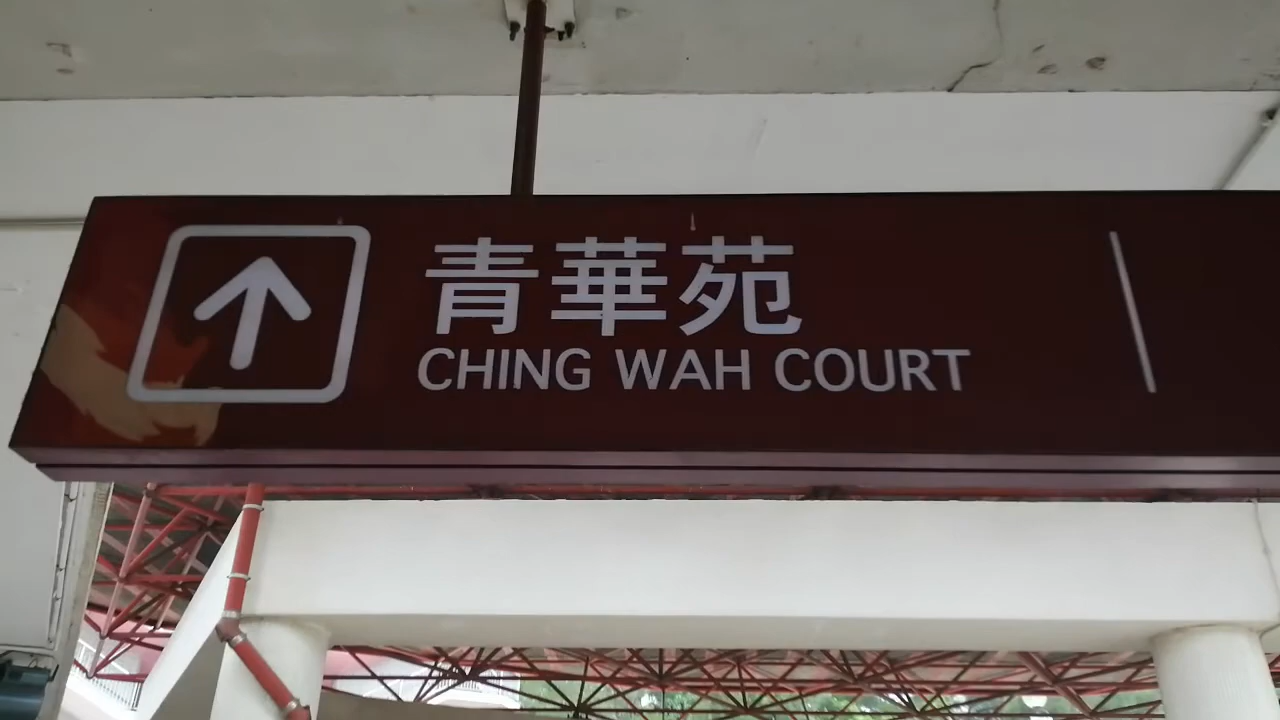 青華苑
CHING WAH COURT